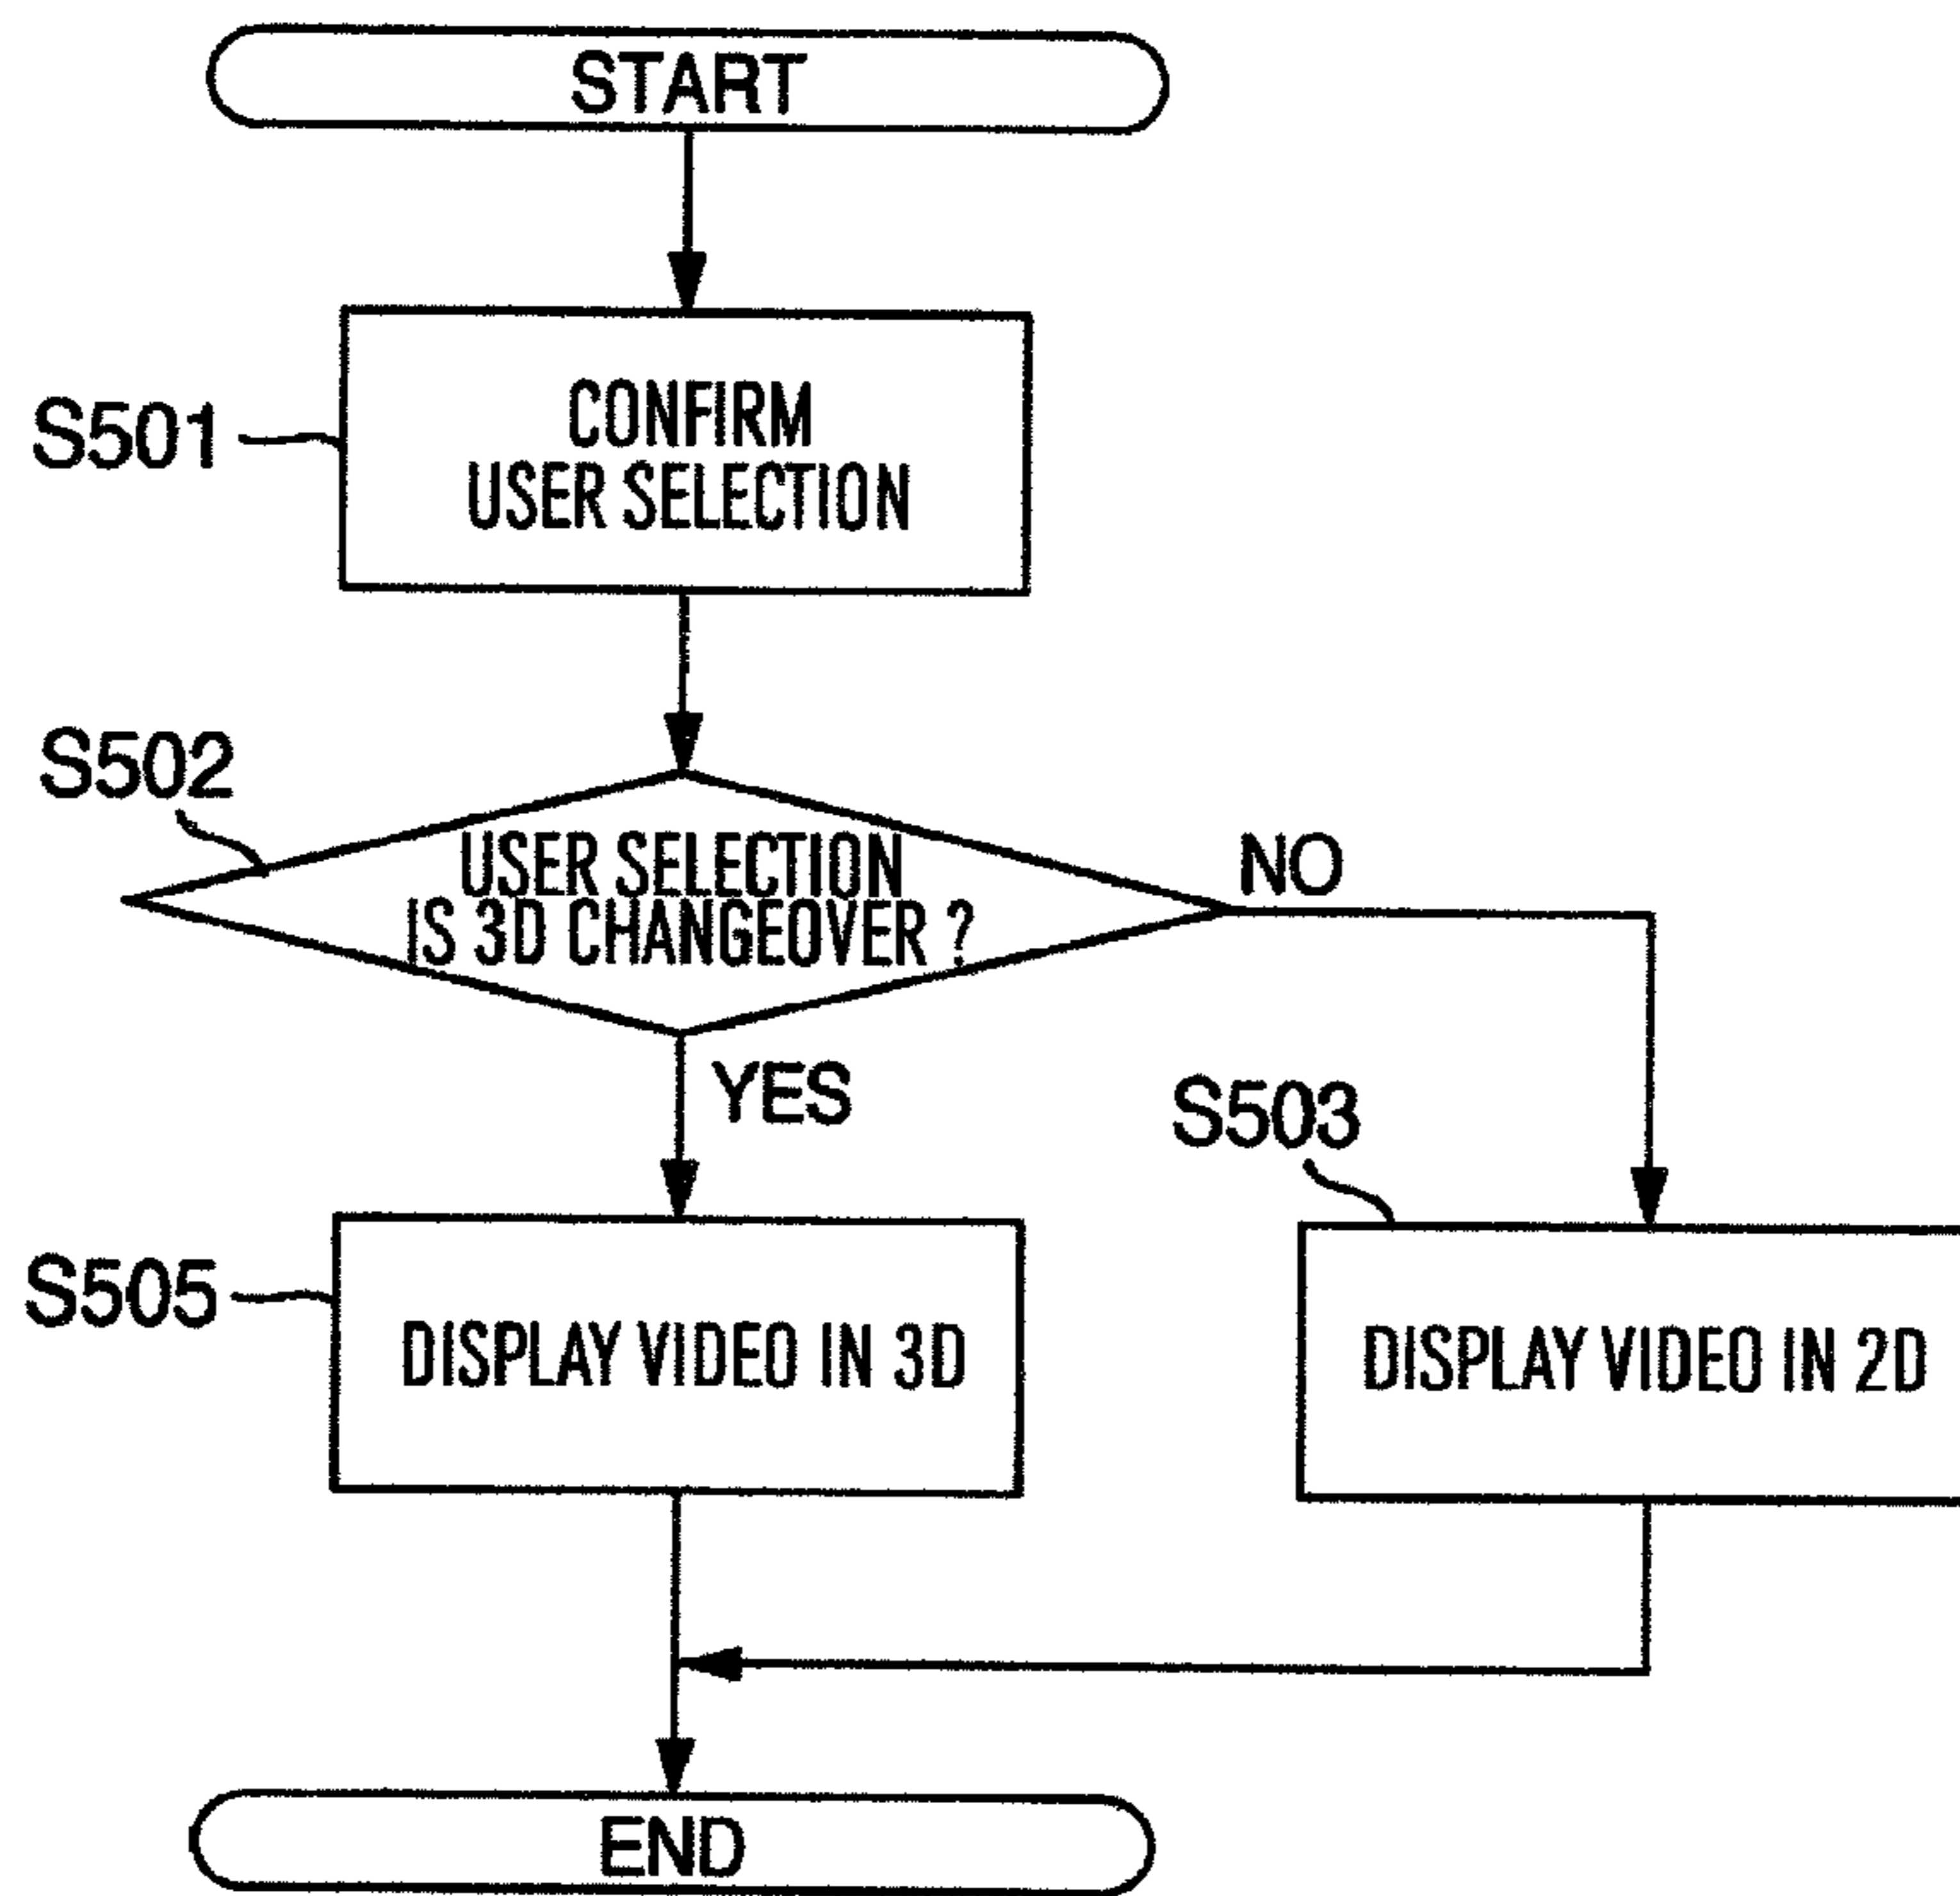 START
S501
CONFIRM
USER SELECTION
S502
USER SELECTION
IS 3D CHANGEOVER ?
NO
YES
S503
S505
DISPLAY VIDEO IN 3D
DISPLAY VIDEO IN 2D
END